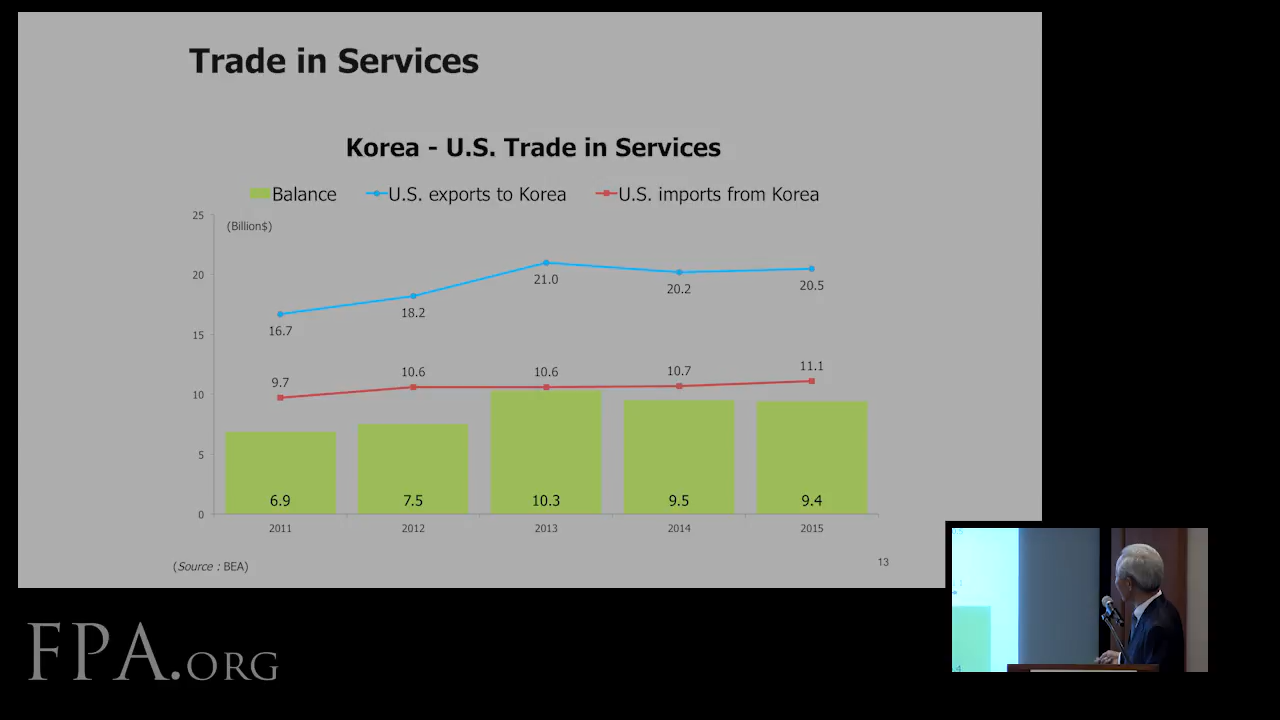 Trade in Services
Korea - U.S. Trade in Services
Balance U.S. exports to Korea U.S. imports from Korea
25
(Billion$)
20
15
10
5
0
16.7 18.2 21.0 20.2 20.5
9.7 10.6 10.6 10.7 11.1
6.9 7.5 10.3 9.5 9.4
2011 2012 2013 2014 2015
(Source : BEA)
13
FPA.ORG